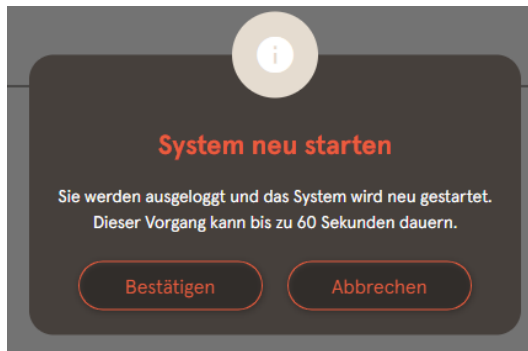 System neu starten
Sie werden ausgeloggt und das System wird neu gestartet.
Dieser Vorgang kann bis zu 60 Sekunden dauern.
Bestätigen
Abbrechen